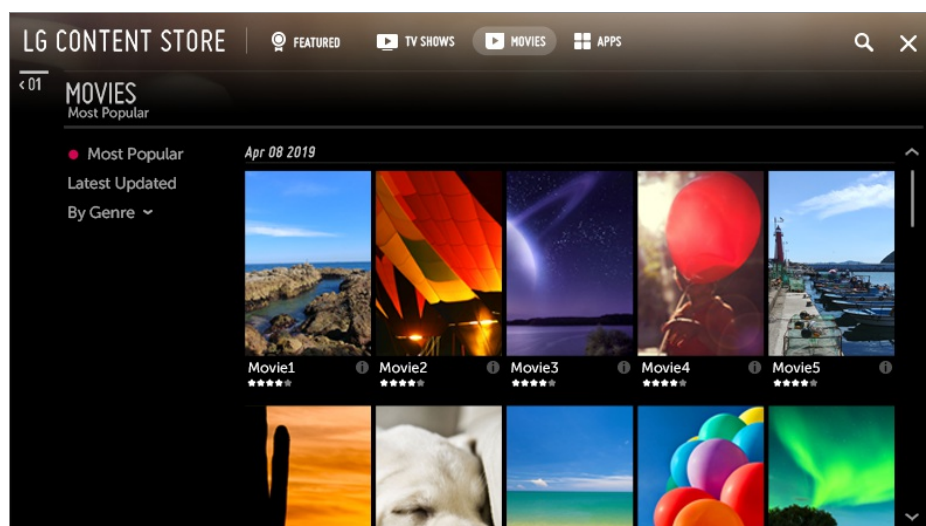 LG CONTENT STORE
FEATURED
TV SHOWS
MOVIES
APPS
01
MOVIES
Most Popular
Most Popular
Latest Updated
By Genre
Apr 08 2019
Movie1
Movie2
Movie3
Movie4
Movie5